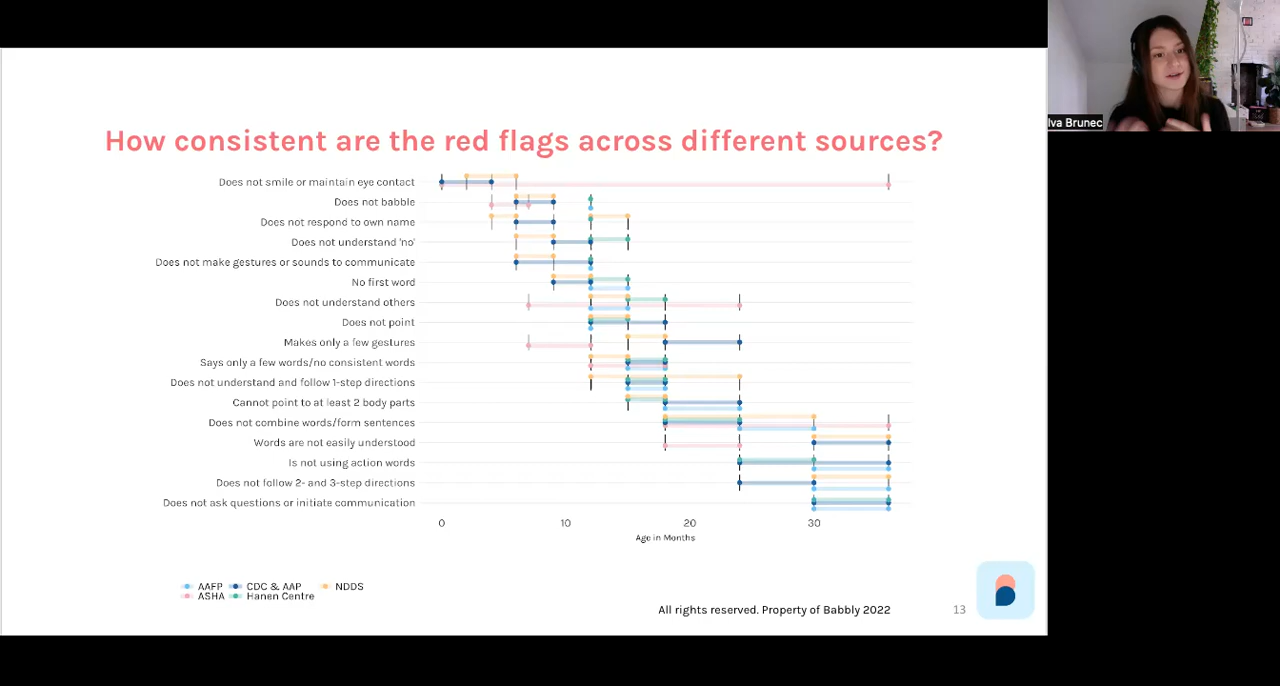 Iva Brunec
How consistent are the red flags across different sources?
Does not smile or maintain eye contact
Does not babble
Does not respond to own name
Does not understand 'no'
Does not make gestures or sounds to communicate
No first word
Does not understand others
Does not point
Makes only a few gestures
Says only a few words/no consistent words
Does not understand and follow 1-step directions
Cannot point to at least 2 body parts
Does not combine words/form sentences
Words are not easily understood
Is not using action words
Does not follow 2- and 3-step directions
Does not ask questions or initiate communication
0 10 20 30
Age in Months
AAFP CDC & AAP NDDS
ASHA Hanen Centre
All rights reserved. Property of Babbly 2022 13